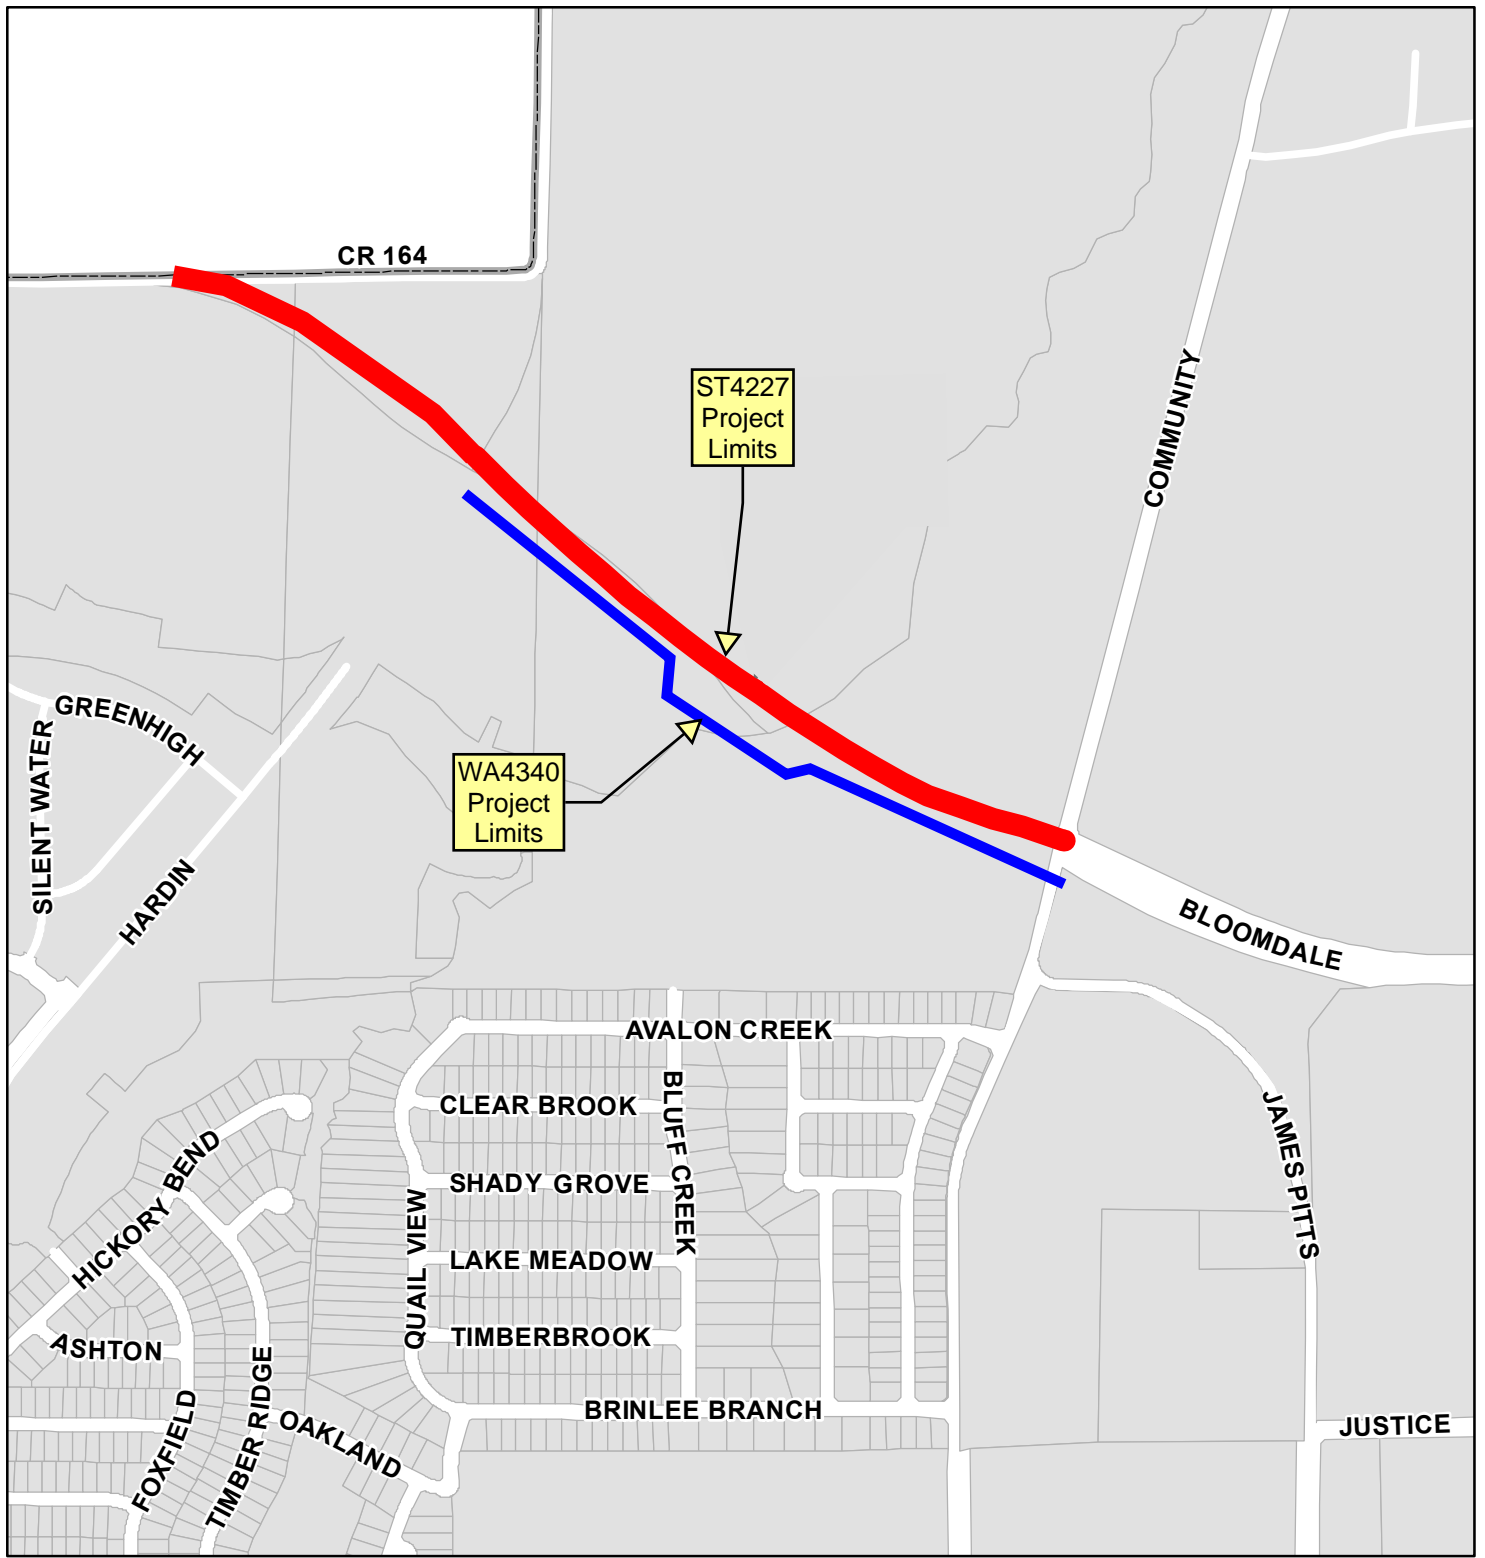 CR 164
ST4227
Project
Limits
COMMUNITY
GREENHIGH
SILENT WATER
WA4340
Project
Limits
HARDIN
BLOOMDALE
AVALON CREEK
BLUFF CREEK
CLEAR BROOK
JAMES PITTS
HICKORY BEND
SHADY GROVE
QUAIL VIEW
LAKE MEADOW
TIMBERBROOK
ASHTON
TIMBER RIDGE
FOXFIELD
OAKLAND
BRINLEE BRANCH
JUSTICE